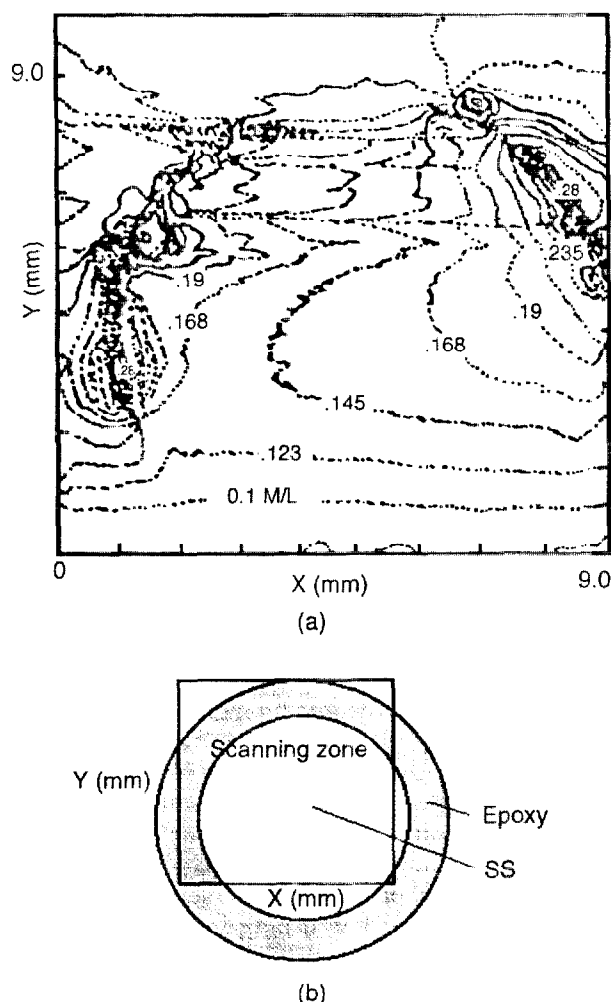 9.0
Y (mm)
.28
.235
.19
.19
.168
.168
.28
.145
.123
0.1 M/L
0
X (mm)
9.0
(a)
Scanning zone
Y (mm)
Epoxy
SS
X (mm)
(b)